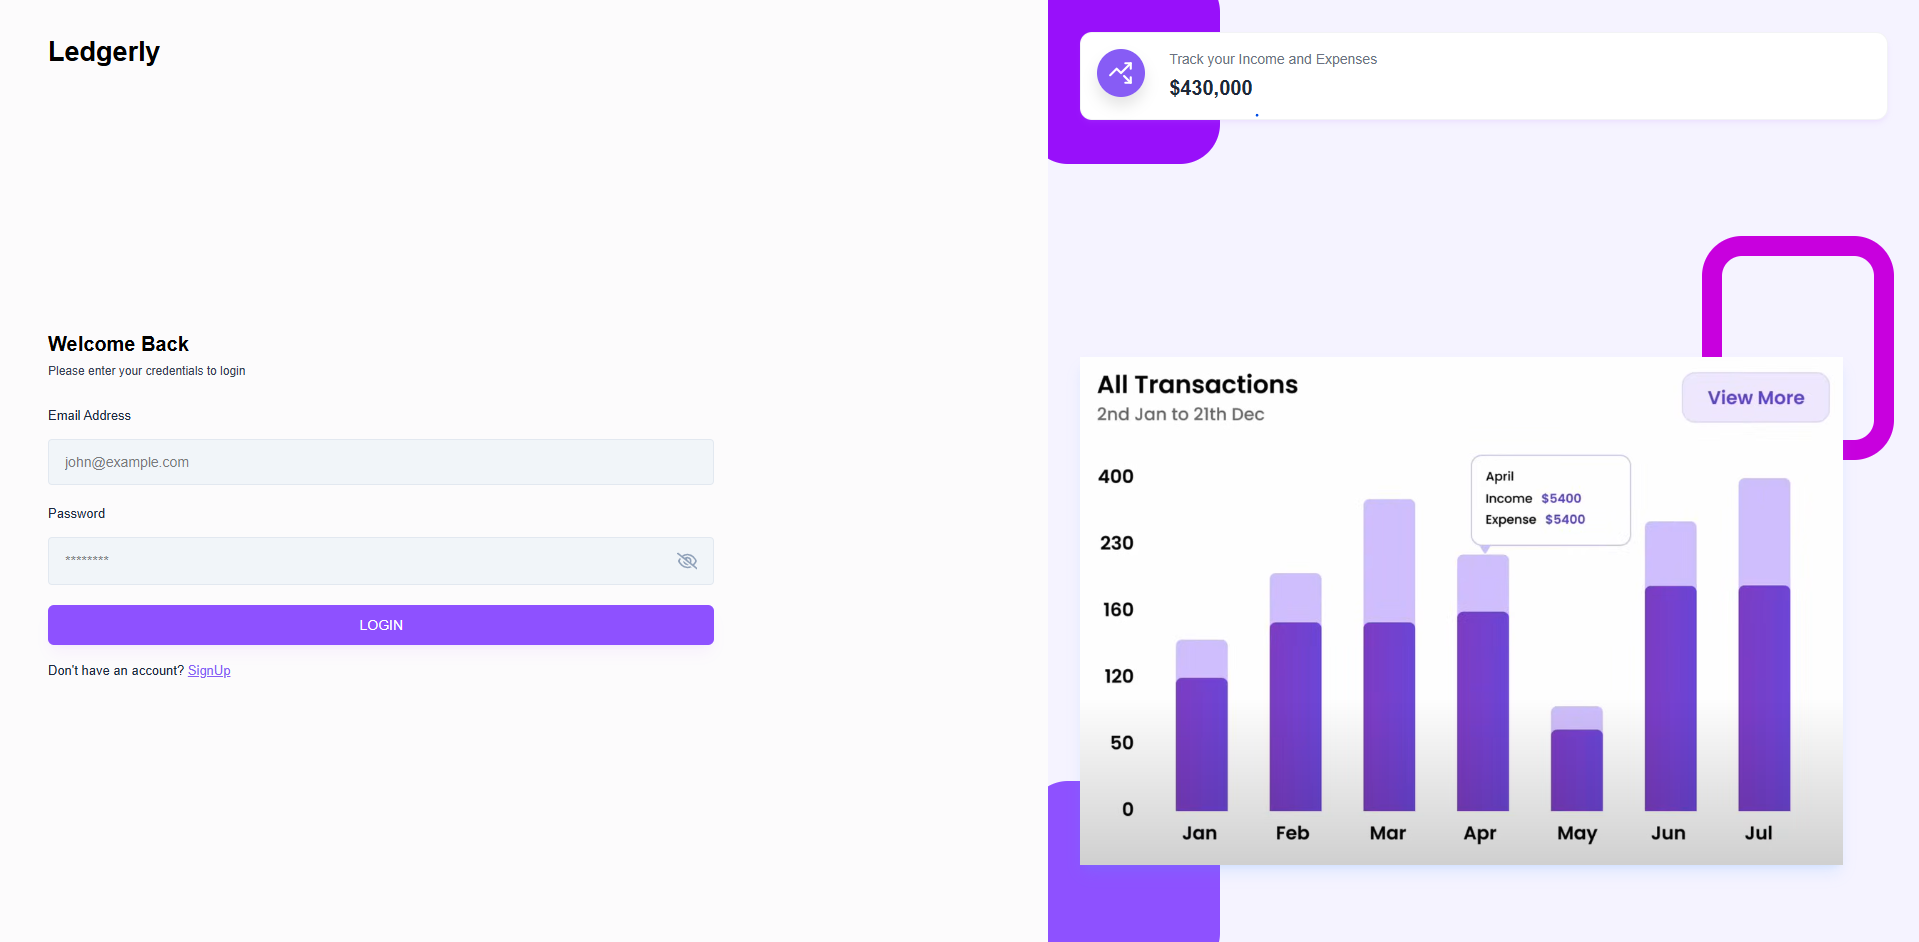 Ledgerly
Welcome Back
Please enter your credentials to login
Email Address
john@example.com
Password
********
LOGIN
Don't have an account? SignUp
Track your Income and Expenses
$430,000
All Transactions
2nd Jan to 21th Dec
View More
April
Income $5400
Expense $5400
400
230
160
120
50
0
Jan Feb Mar Apr May Jun Jul